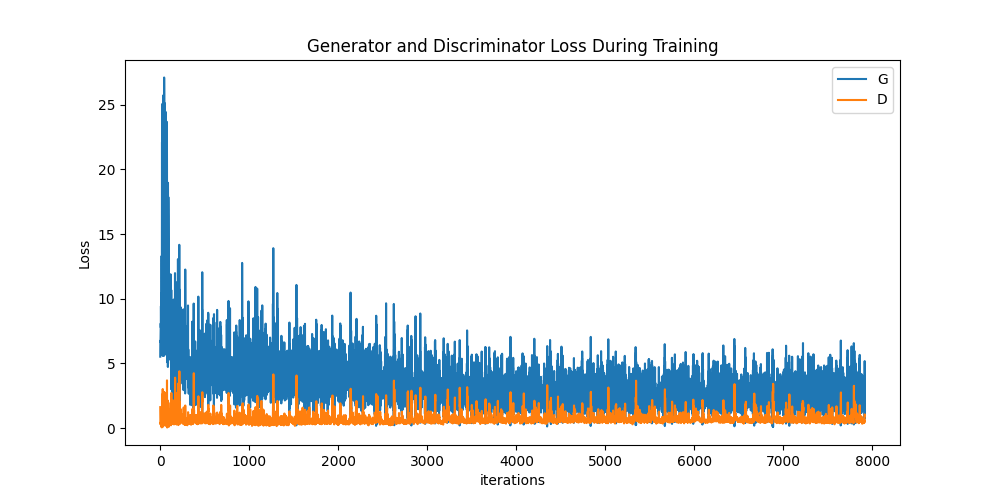 Generator and Discriminator Loss During Training
G
D
25
20
15
10
5
0
Loss
0 1000 2000 3000 4000 5000 6000 7000 8000
iterations